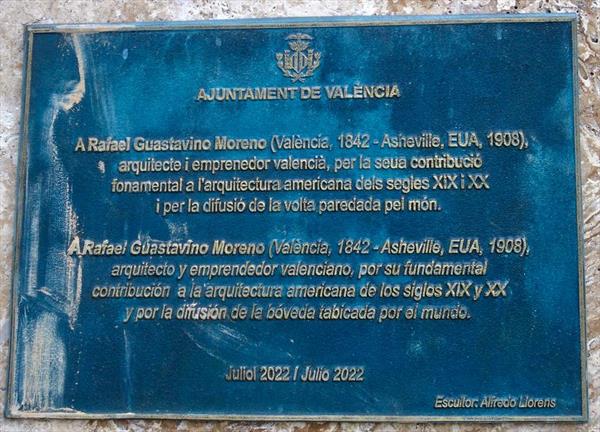 AJUNTAMENT DE VALÈNCIA
A Rafael Guastavino Moreno (València, 1842 - Asheville, EUA, 1908),
arquitecte i emprenedor valencià, per la seua contribució
fonamental a l'arquitectura americana dels segles XIX i XX
i per la difusió de la volta paredada pel món.
A Rafael Guastavino Moreno (València, 1842 - Asheville, EUA, 1908),
arquitecto y emprendedor valenciano, por su fundamental
contribución a la arquitectura americana de los siglos XIX y XX
y por la difusión de la bóveda tabicada por el mundo.
Juliol 2022 / Julio 2022
Escultor: Alfredo Llorens